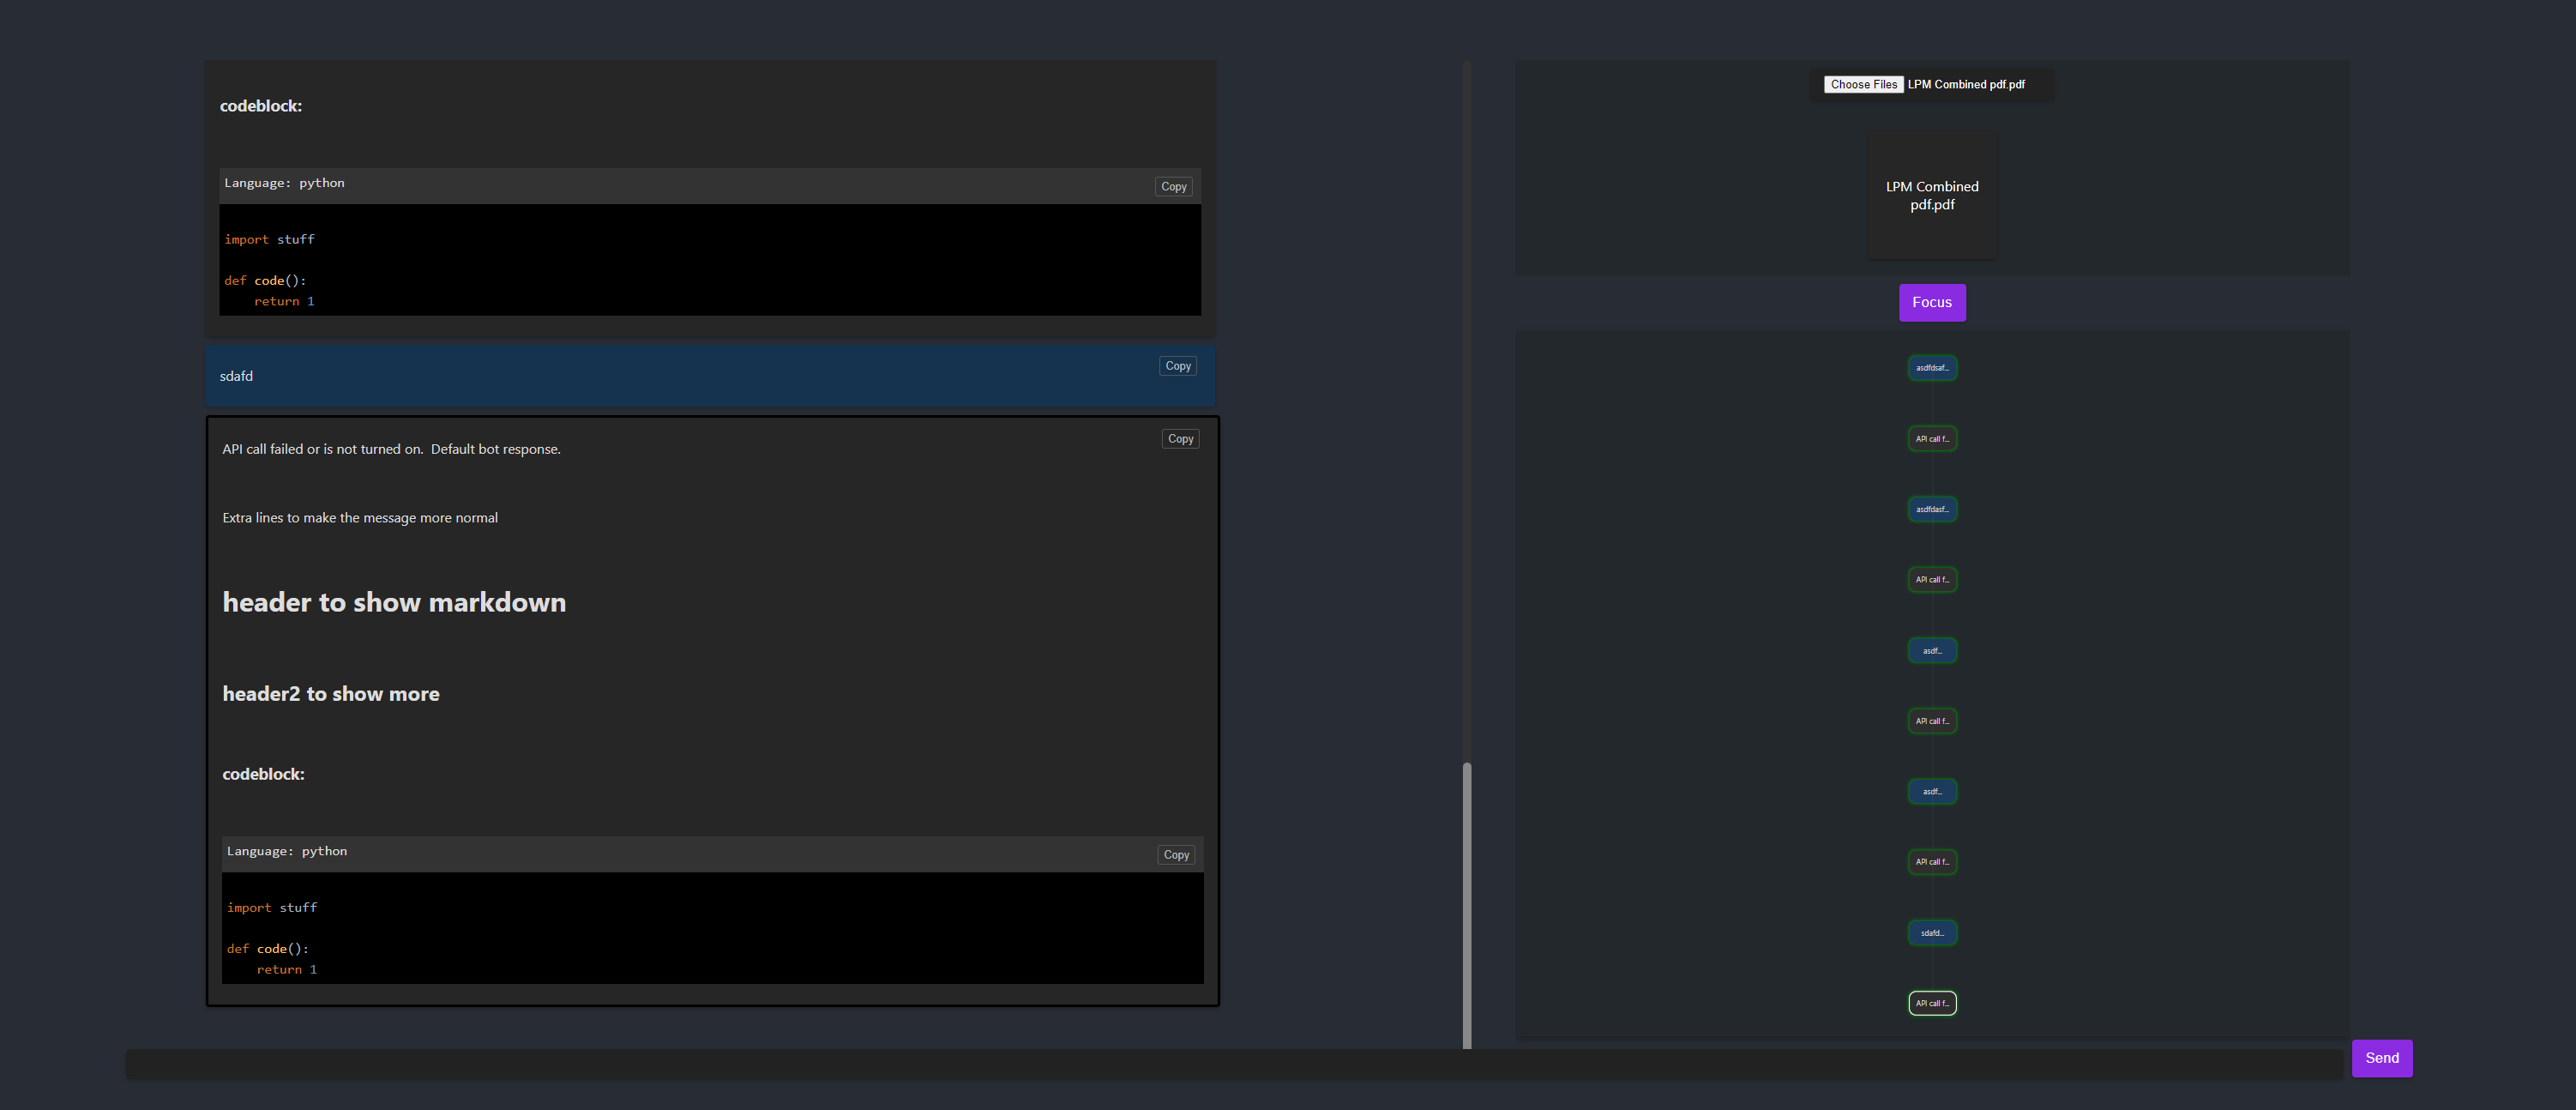 codeblock:
Language: python
Copy
import stuff
def code():
    return 1
sdafd
Copy
API call failed or is not turned on.  Default bot response.
Copy
Extra lines to make the message more normal
header to show markdown
header2 to show more
codeblock:
Language: python
Copy
import stuff
def code():
    return 1
Choose Files LPM Combined pdf.pdf
LPM Combined
pdf.pdf
Focus
asdfdsaf...
API call f...
asdfdasf...
API call f...
asdf...
API call f...
asdf...
API call f...
sdafd...
API call f...
Send